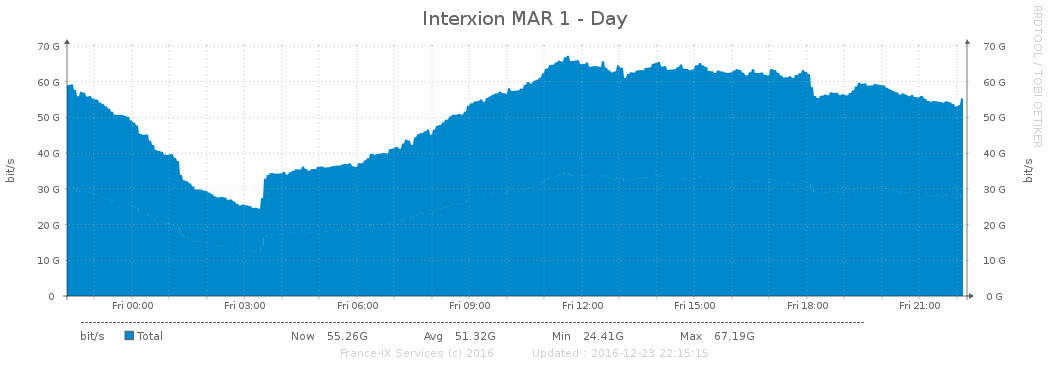 Interxion MAR 1 - Day
RRDTOOL / TOBI OETIKER
bit/s
70 G
60 G
50 G
40 G
30 G
20 G
10 G
0
70 G
60 G
50 G
40 G
30 G
20 G
10 G
0 G
bit/s
Fri 00:00 Fri 03:00 Fri 06:00 Fri 09:00 Fri 12:00 Fri 15:00 Fri 18:00 Fri 21:00
bit/s Total Now 55.26G Avg 51.32G Min 24.41G Max 67.19G
France-IX Services (c) 2016 Updated : 2016-12-23 22:15:15